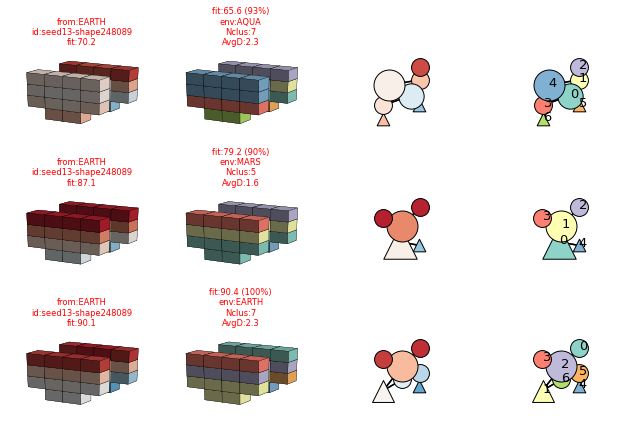 from:EARTH
id:seed13-shape248089
fit:70.2
fit:65.6 (93%)
env:AQUA
Nclus:7
AvgD:2.3
2
1
4
0
3
5
6
from:EARTH
id:seed13-shape248089
fit:87.1
fit:79.2 (90%)
env:MARS
Nclus:5
AvgD:1.6
2
3
1
0
4
from:EARTH
id:seed13-shape248089
fit:90.1
fit:90.4 (100%)
env:EARTH
Nclus:7
AvgD:2.3
0
3
2
5
6
4
1